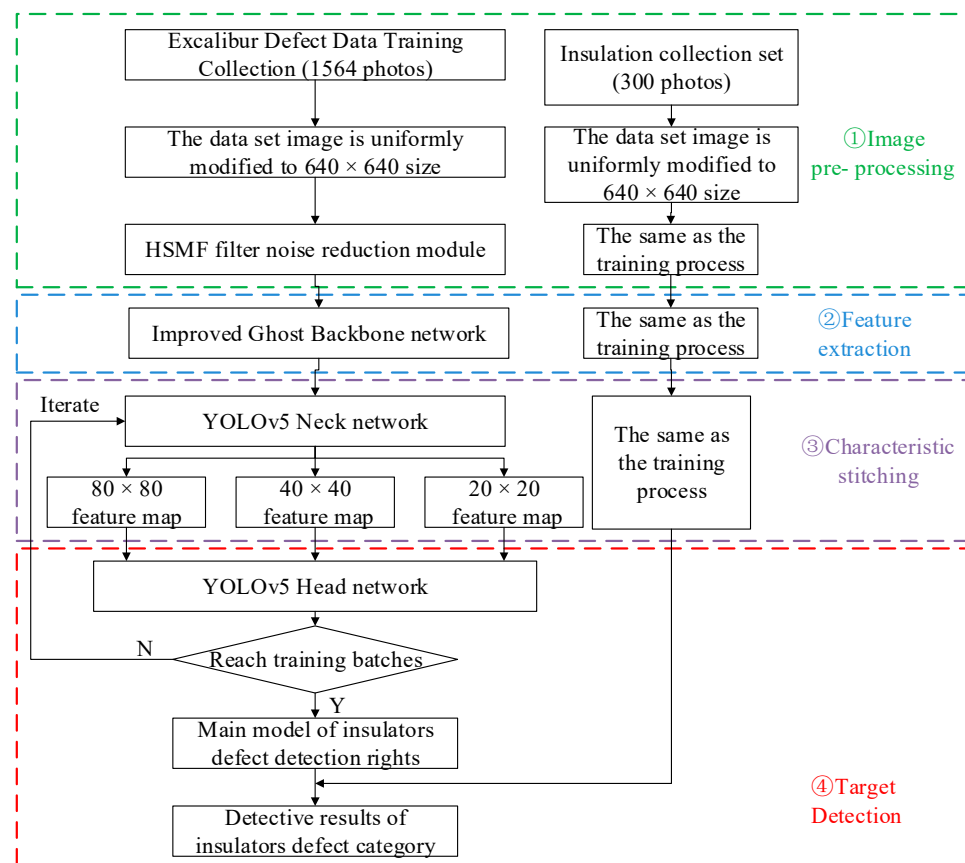 Excalibur Defect Data Training
Collection (1564 photos)
Insulation collection set
(300 photos)
The data set image is uniformly
modified to 640 × 640 size
The data set image is
uniformly modified to
640 × 640 size
①Image
pre- processing
HSMF filter noise reduction module
The same as the
training process
Improved Ghost Backbone network
The same as the
training process
②Feature
extraction
Iterate
YOLOv5 Neck network
The same as
the training
process
③Characteristic
stitching
80 × 80
feature map
40 × 40
feature map
20 × 20
feature map
YOLOv5 Head network
N
Reach training batches
Y
Main model of insulators
defect detection rights
Detective results of
insulators defect category
④Target
Detection